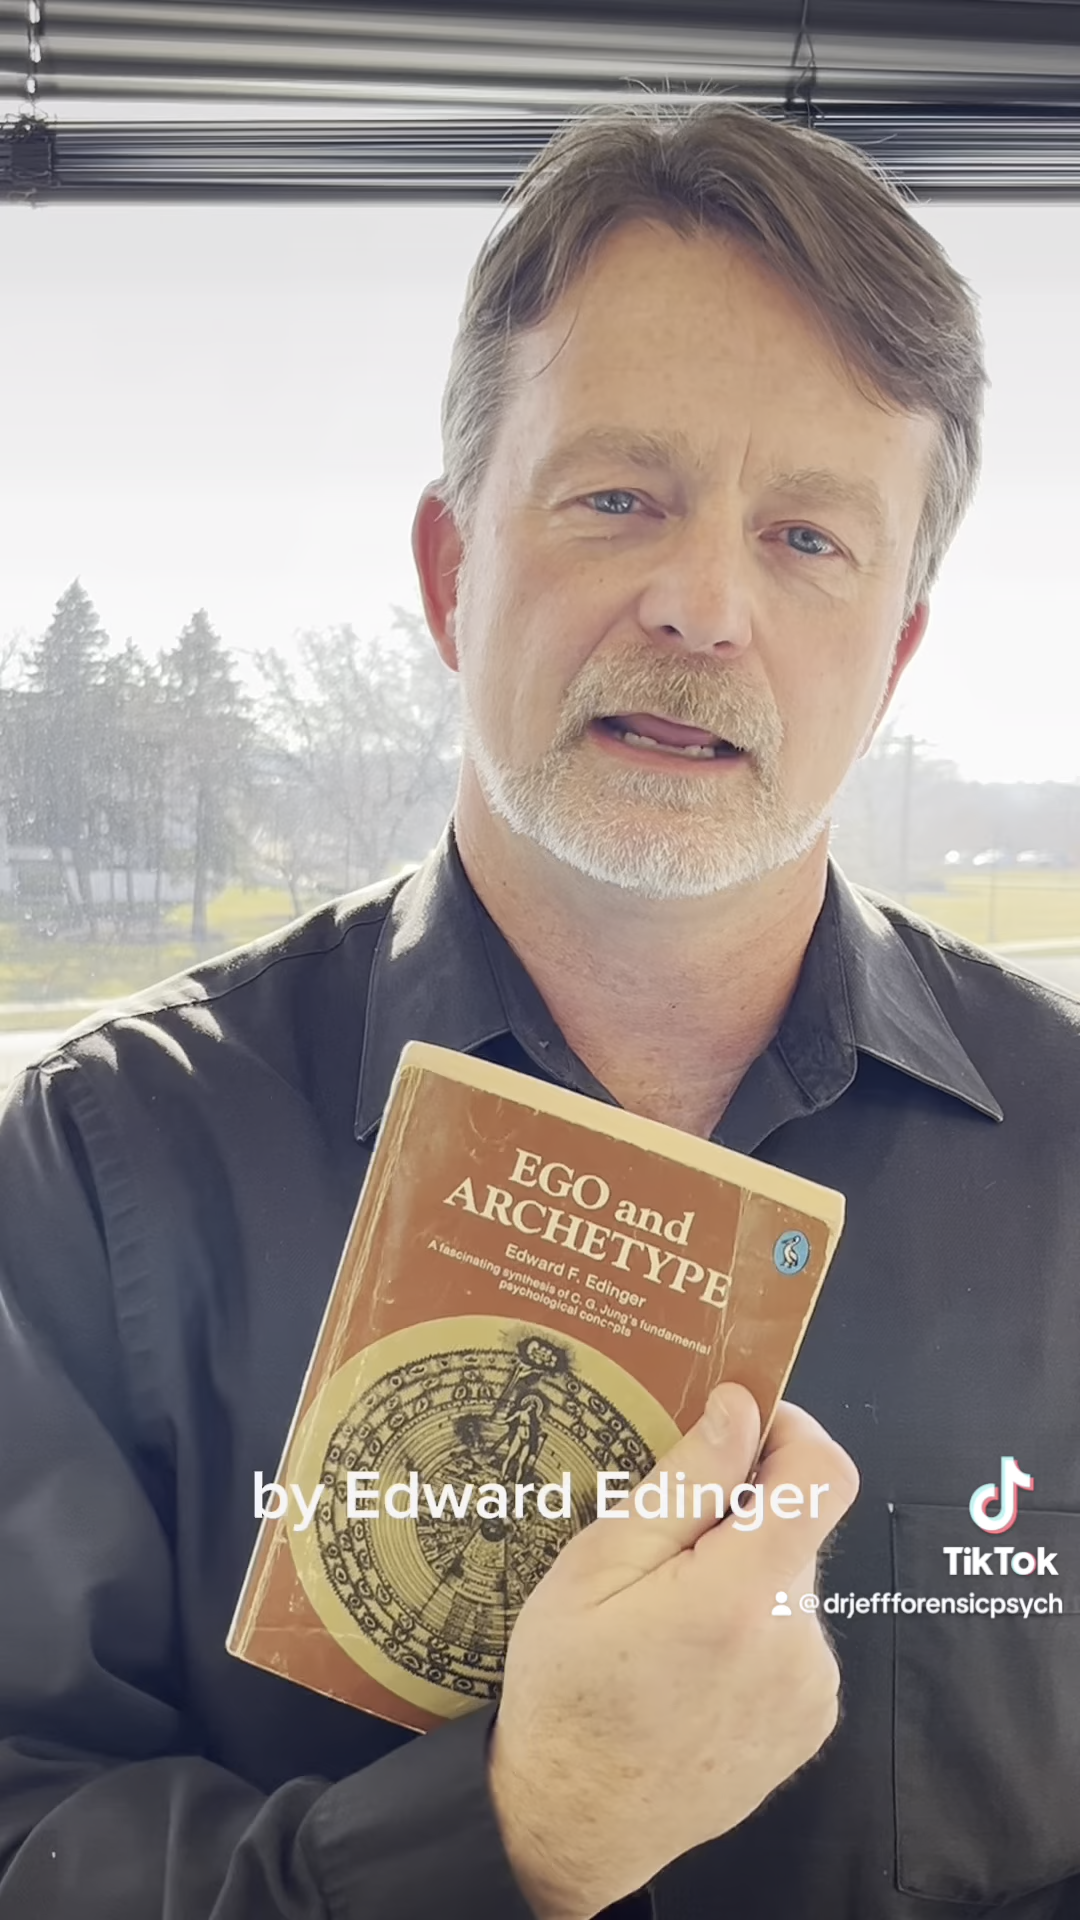 EGO and
ARCHETYPE
Edward F. Edinger
A fascinating synthesis of C. G. Jung's fundamental
psychological concepts
by Edward Edinger
TikTok
@drjeffforensicpsych